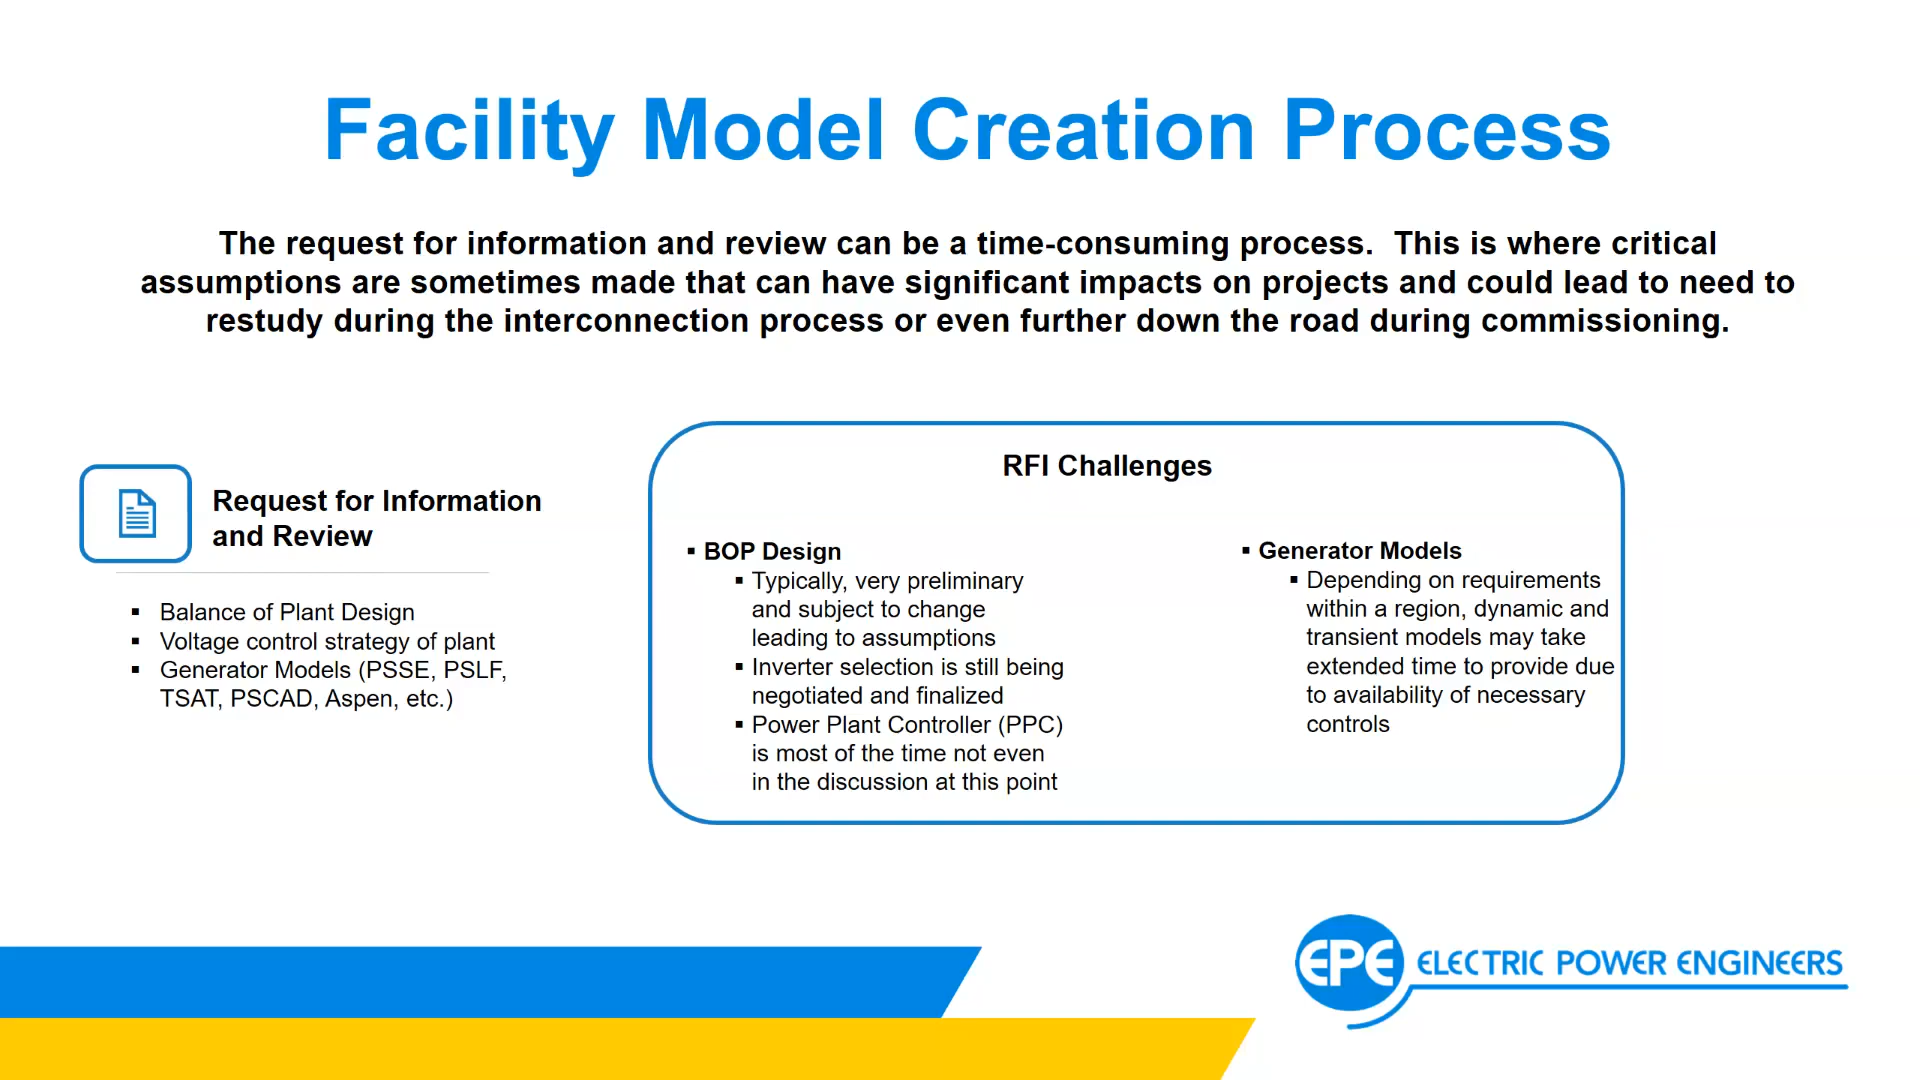 Facility Model Creation Process
The request for information and review can be a time-consuming process.  This is where critical
assumptions are sometimes made that can have significant impacts on projects and could lead to need to
restudy during the interconnection process or even further down the road during commissioning.
Request for Information
and Review
▪ Balance of Plant Design
▪ Voltage control strategy of plant
▪ Generator Models (PSSE, PSLF,
TSAT, PSCAD, Aspen, etc.)
RFI Challenges
▪ BOP Design
▪ Typically, very preliminary
and subject to change
leading to assumptions
▪ Inverter selection is still being
negotiated and finalized
▪ Power Plant Controller (PPC)
is most of the time not even
in the discussion at this point
▪ Generator Models
▪ Depending on requirements
within a region, dynamic and
transient models may take
extended time to provide due
to availability of necessary
controls
EPE ELECTRIC POWER ENGINEERS